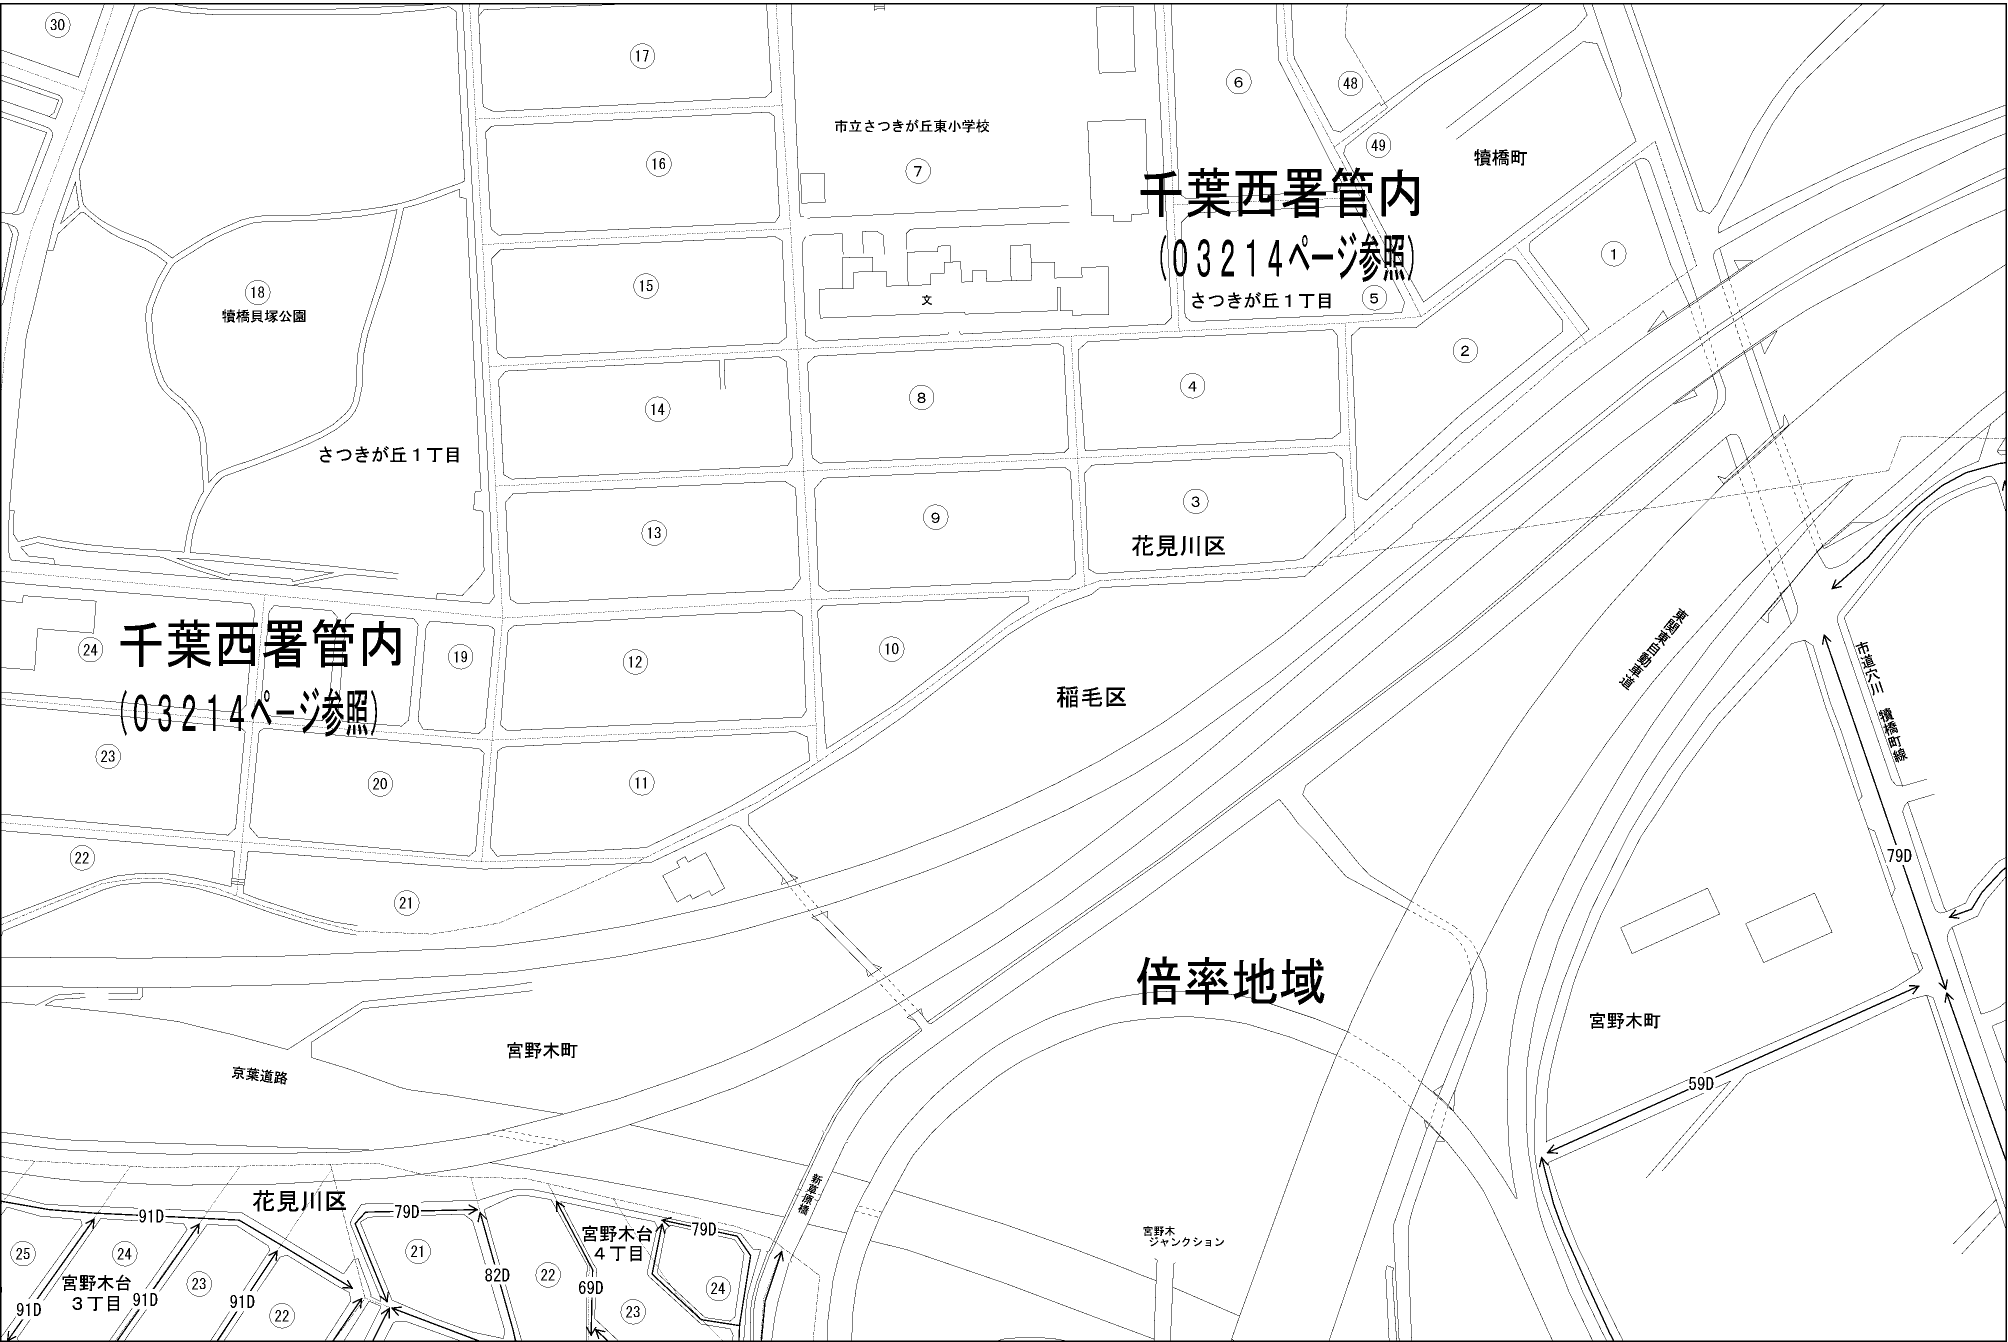 30
17
6
48
市立さつきが丘東小学校
49
犢橋町
16
7
千葉西署管内
(03214ページ参照)
1
18
15
犢橋貝塚公園
文
さつきが丘1丁目
5
2
14
8
4
さつきが丘1丁目
13
9
3
花見川区
24
千葉西署管内
(03214ページ参照)
19
12
10
稲毛区
東関東自動車道
市道穴川 犢橋町線
23
20
11
22
21
79D
倍率地域
宮野木町
宮野木町
京葉道路
59D
新草原橋
花見川区
91D
79D
宮野木台
4丁目
79D
宮野木
ジャンクション
25
24
23
21
22
24
宮野木台
3丁目
82D
69D
91D
91D
91D
22
23